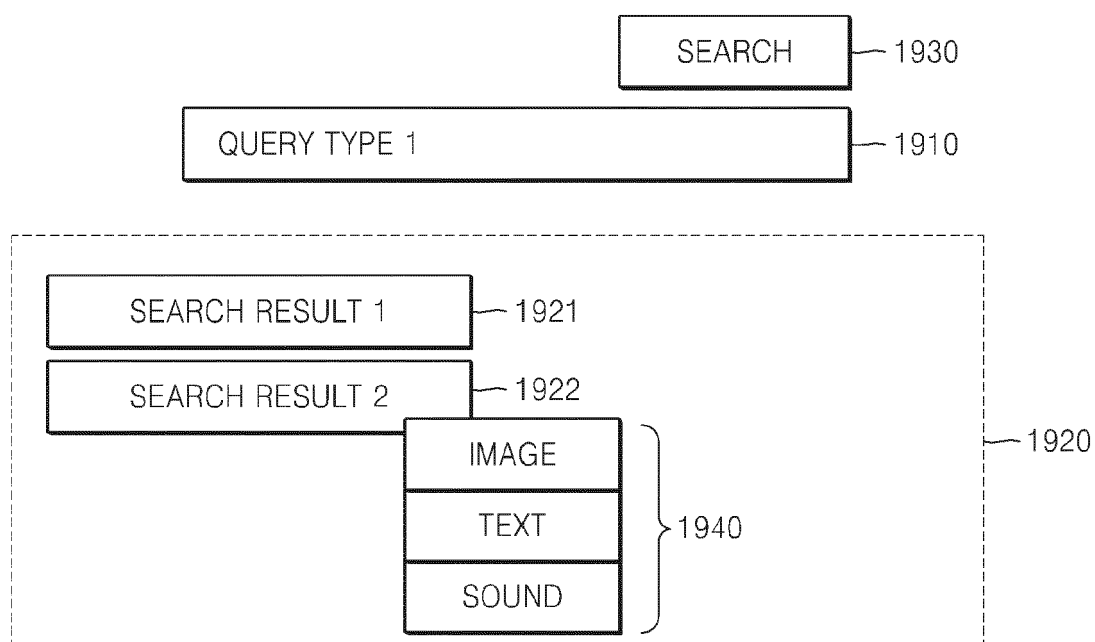 SEARCH 1930
QUERY TYPE 1 1910
SEARCH RESULT 1 1921
SEARCH RESULT 2 1922
IMAGE
1920
TEXT
1940
SOUND